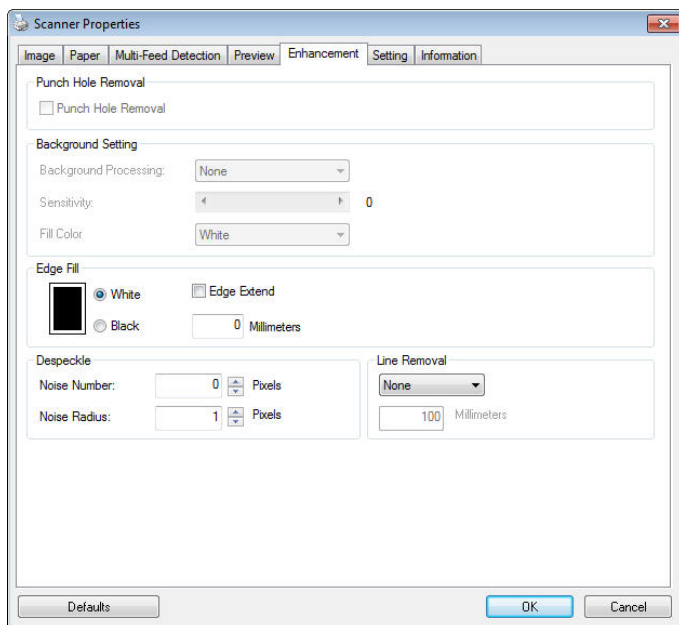 Scanner Properties
Image Paper Multi-Feed Detection Preview Enhancement Setting Information
Punch Hole Removal
Punch Hole Removal
Background Setting
Background Processing: None
Sensitivity: 0
Fill Color White
Edge Fill
White Edge Extend
Black 0 Millimeters
Despeckle Line Removal
Noise Number: 0 Pixels None
Noise Radius: 1 Pixels 100 Millimeters
Defaults OK Cancel